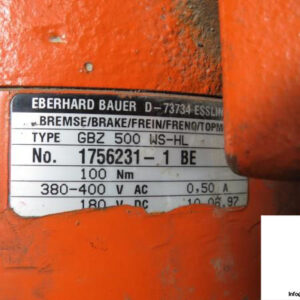 EBERHARD BAUER D-73734 ESSLIN
BREMSE/BRAKE/FREIN/FRENO/TOPM
TYPE GBZ 500 WS-HL
No. 1756231- 1 BE
100 Nm
380-400 V AC 0,50 A
180 V DC 10.06.97